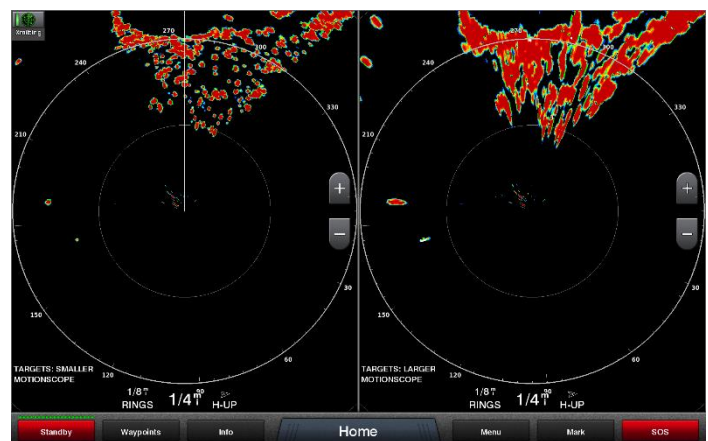 Xmitting
270
300
240
330
210
30
150
60
120
90
TARGETS: SMALLER
MOTIONSCOPE
1/8
RINGS
1/4
H-UP
270
300
240
330
210
30
150
60
120
90
TARGETS: LARGER
MOTIONSCOPE
1/8
RINGS
1/4
H-UP
Standby
Waypoints
Info
Home
Menu
Mark
SOS